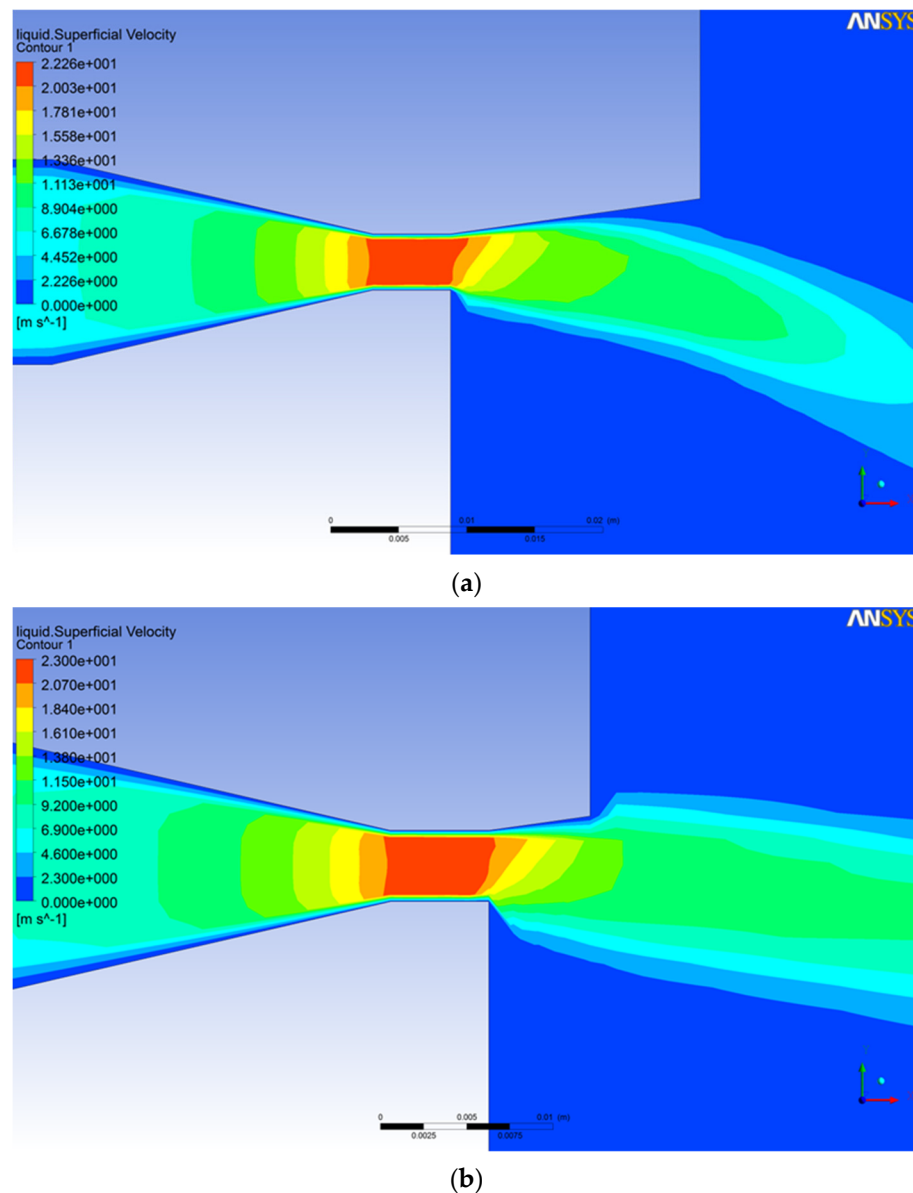 ANSYS
liquid.Superficial Velocity
Contour 1
2.226e+001
2.003e+001
1.781e+001
1.558e+001
1.336e+001
1.113e+001
8.904e+000
6.678e+000
4.452e+000
2.226e+000
0.000e+000
[m s^-1]
0 0.01 0.02 (m)
0.005 0.015
(a)
ANSYS
liquid.Superficial Velocity
Contour 1
2.300e+001
2.070e+001
1.840e+001
1.610e+001
1.380e+001
1.150e+001
9.200e+000
6.900e+000
4.600e+000
2.300e+000
0.000e+000
[m s^-1]
0 0.005 0.01 (m)
0.0025 0.0075
(b)